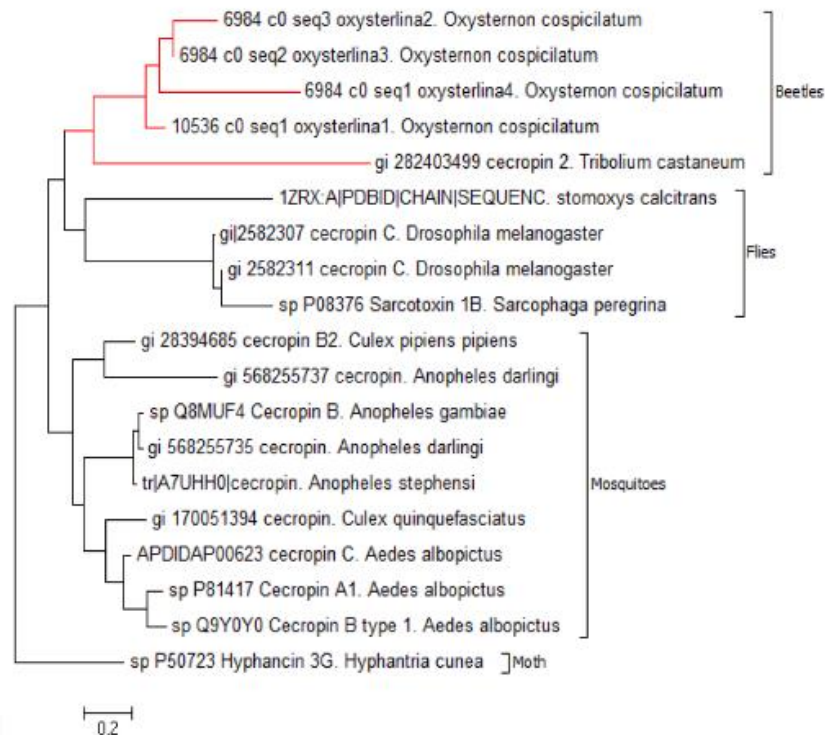 6984 c0 seq3 oxysterlina2. Oxysternon cospicilatum
6984 c0 seq2 oxysterlina3. Oxysternon cospicilatum
6984 c0 seq1 oxysterlina4. Oxysternon cospicilatum
Beetles
10536 c0 seq1 oxysterlina1. Oxysternon cospicilatum
gi 282403499 cecropin 2. Tribolium castaneum
1ZRX:A|PDBID|CHAIN|SEQUENC. stomoxys calcitrans
gi|2582307 cecropin C. Drosophila melanogaster
Flies
gi 2582311 cecropin C. Drosophila melanogaster
sp P08376 Sarcotoxin 1B. Sarcophaga peregrina
gi 28394685 cecropin B2. Culex pipiens pipiens
gi 568255737 cecropin. Anopheles darlingi
sp Q8MUF4 Cecropin B. Anopheles gambiae
gi 568255735 cecropin. Anopheles darlingi
tr|A7UHH0|cecropin. Anopheles stephensi
Mosquitoes
gi 170051394 cecropin. Culex quinquefasciatus
APDIDAP00623 cecropin C. Aedes albopictus
sp P81417 Cecropin A1. Aedes albopictus
sp Q9Y0Y0 Cecropin B type 1. Aedes albopictus
sp P50723 Hyphancin 3G. Hyphantria cunea
Moth
0.2